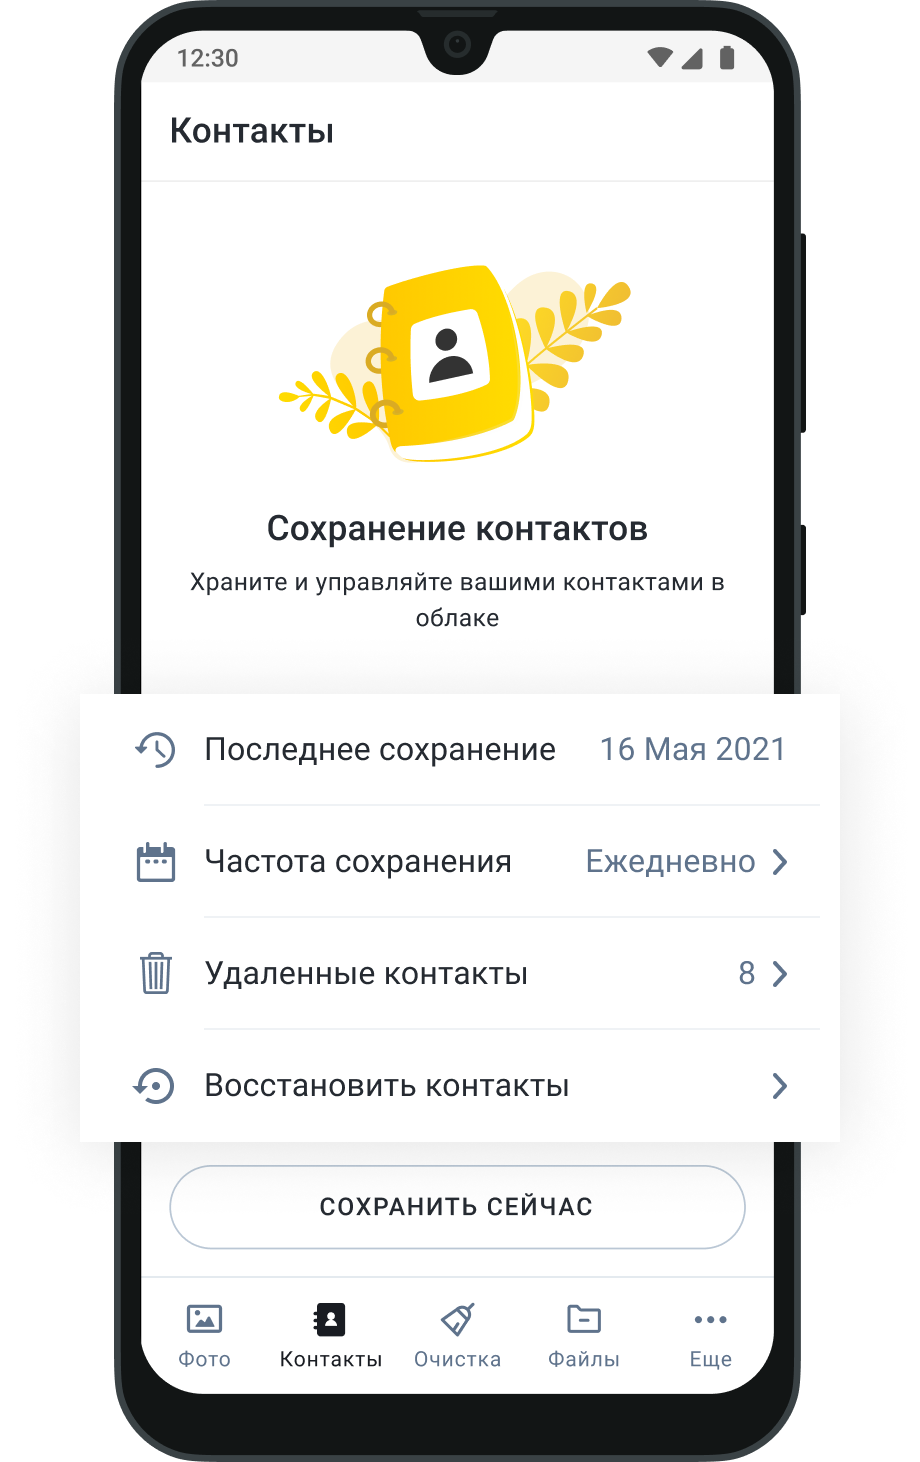 12:30
Контакты
Сохранение контактов
Храните и управляйте вашими контактами в
облаке
Последнее сохранение 16 Мая 2021
Частота сохранения Ежедневно
Удаленные контакты 8
Восстановить контакты
СОХРАНИТЬ СЕЙЧАС
Фото Контакты Очистка Файлы Еще